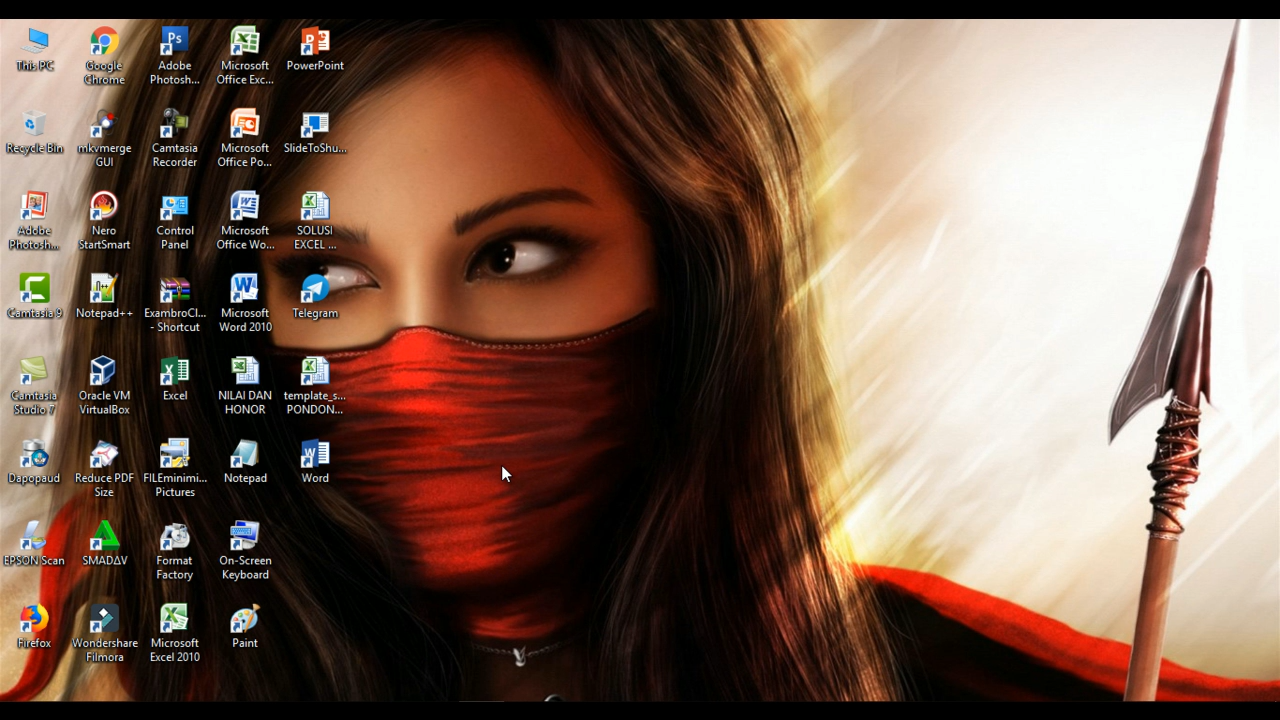 This PC
Google
Chrome
Adobe
Photosh...
Microsoft
Office Exc...
PowerPoint
Recycle Bin
mkvmerge
GUI
Camtasia
Recorder
Microsoft
Office Po...
SlideToShu...
Adobe
Photosh...
Nero
StartSmart
Control
Panel
Microsoft
Office Wo...
SOLUSI
EXCEL ...
Camtasia 9
Notepad++
ExambroCl...
- Shortcut
Microsoft
Word 2010
Telegram
Camtasia
Studio 7
Oracle VM
VirtualBox
Excel
NILAI DAN
HONOR
template_s...
PONDON...
Dapopaud
Reduce PDF
Size
FILEminimi...
Pictures
Notepad
Word
EPSON Scan
SMADΔV
Format
Factory
On-Screen
Keyboard
Firefox
Wondershare
Filmora
Microsoft
Excel 2010
Paint